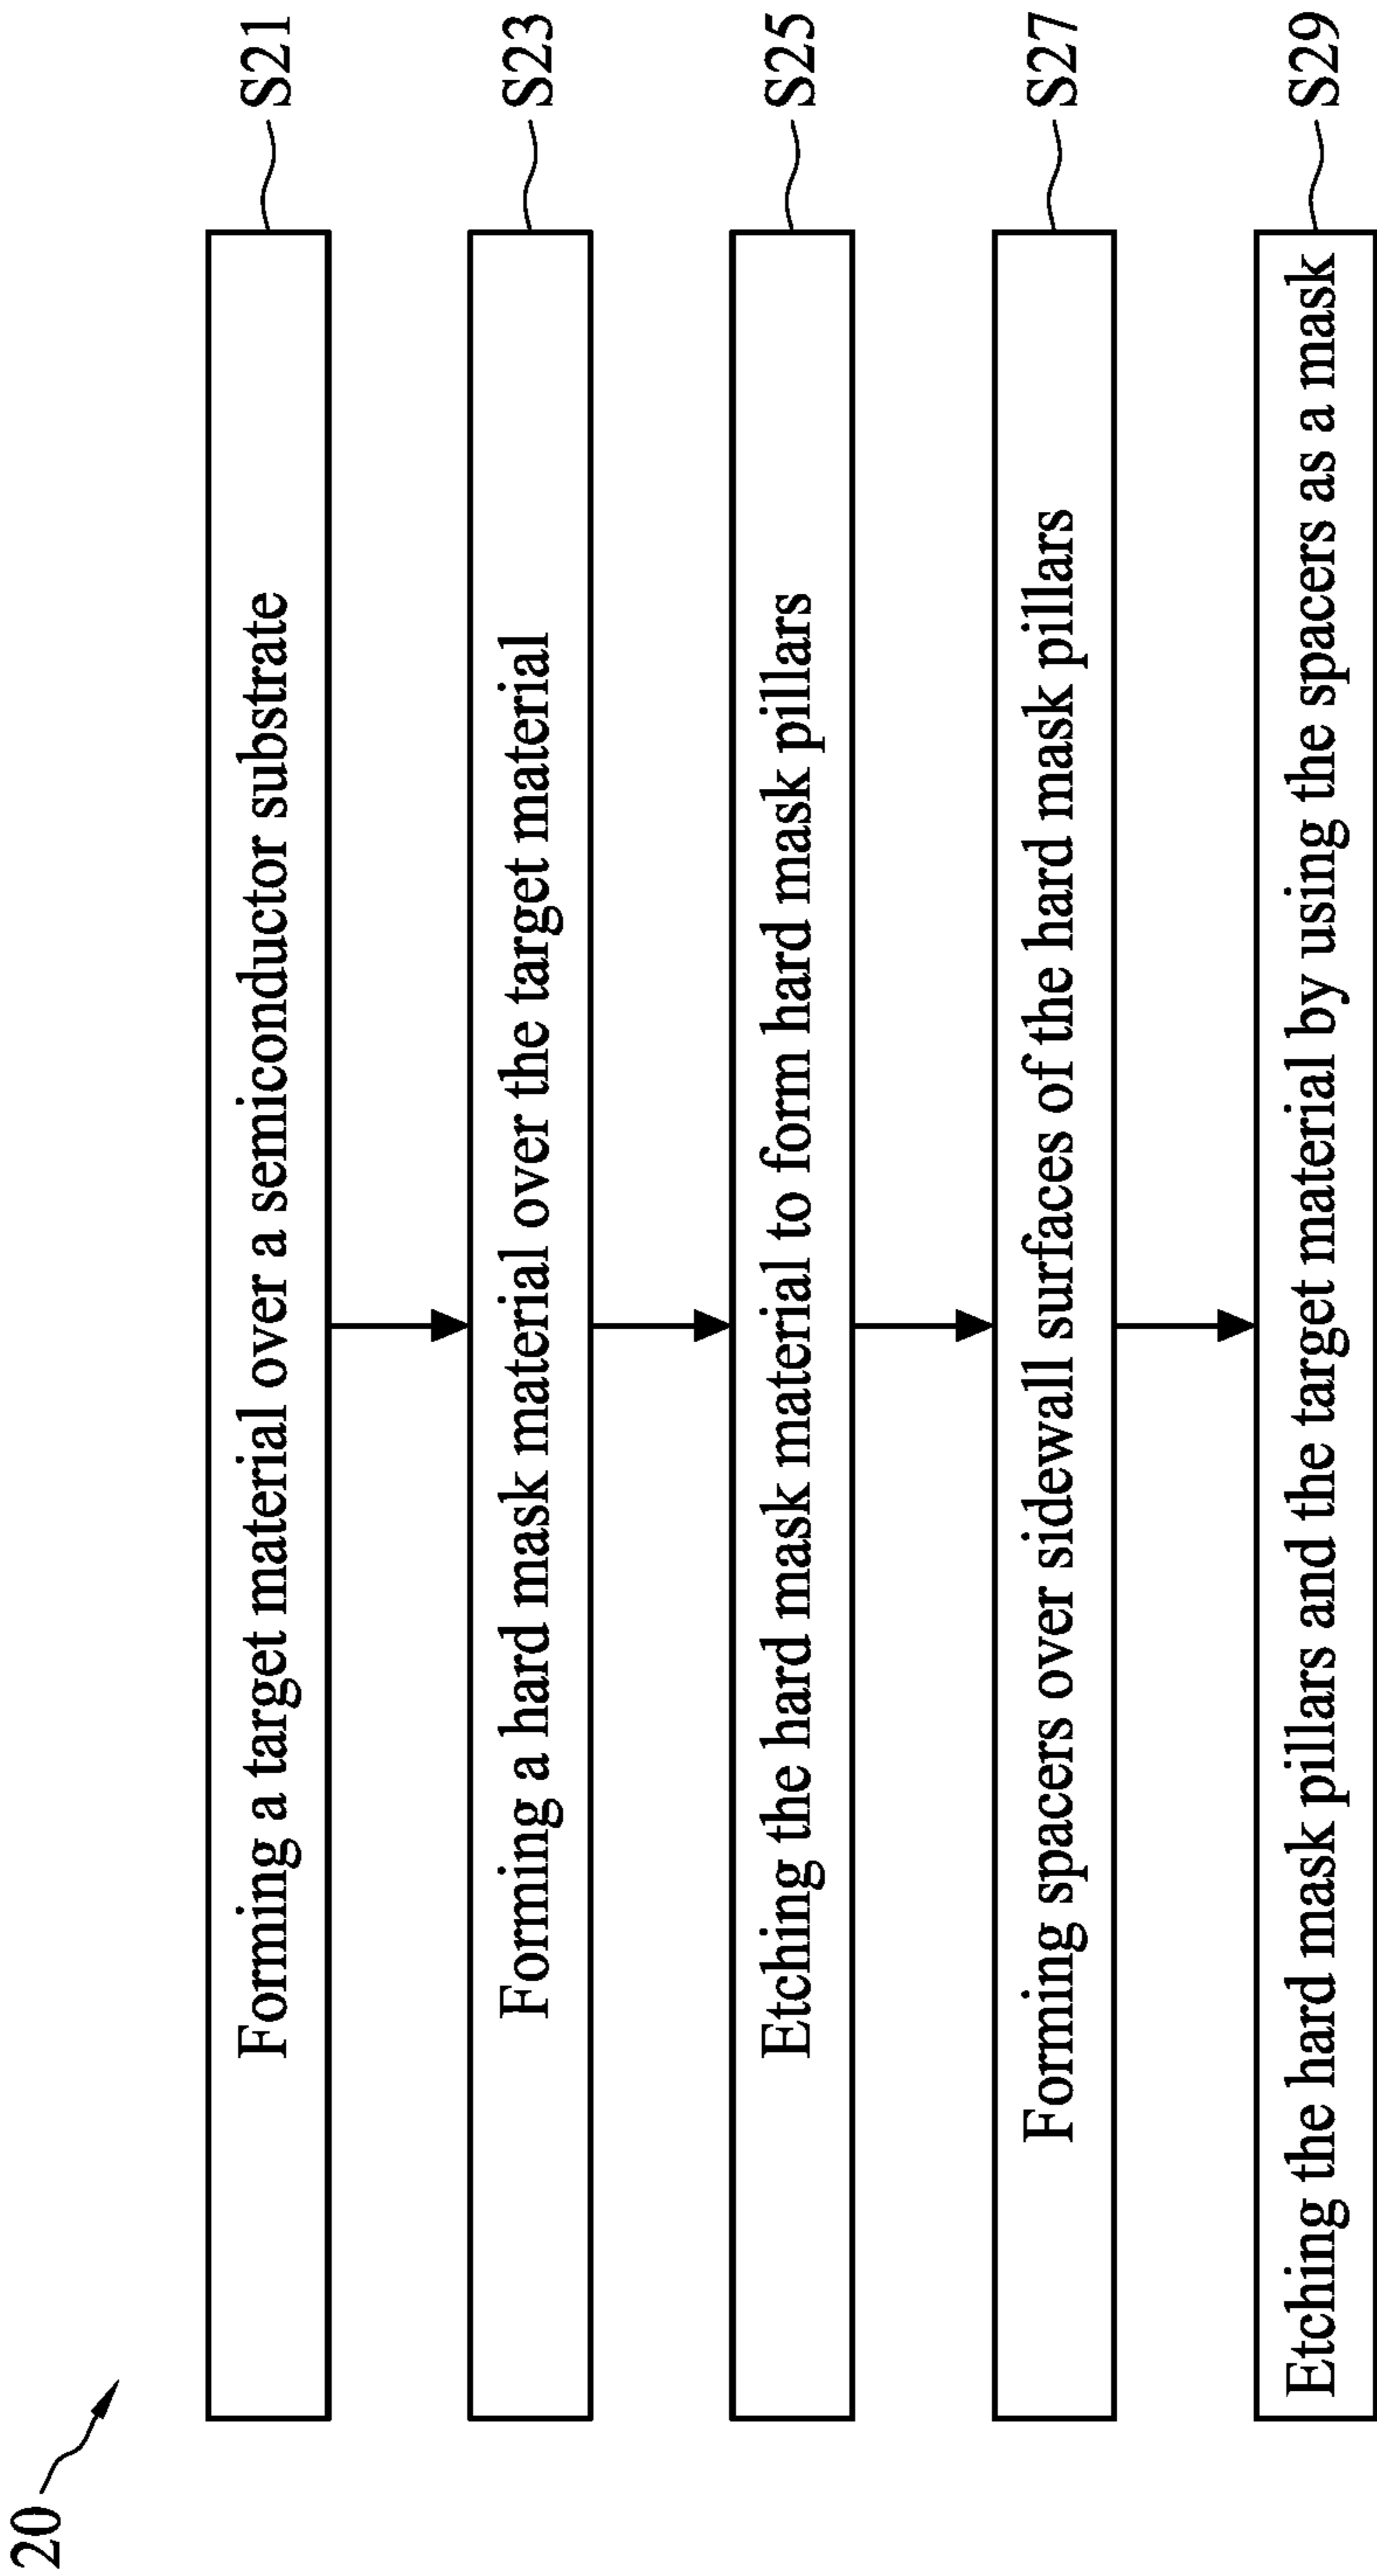 20
Forming a target material over a semiconductor substrate
S21
Forming a hard mask material over the target material
S23
Etching the hard mask material to form hard mask pillars
S25
Forming spacers over sidewall surfaces of the hard mask pillars
S27
Etching the hard mask pillars and the target material by using the spacers as a mask
S29